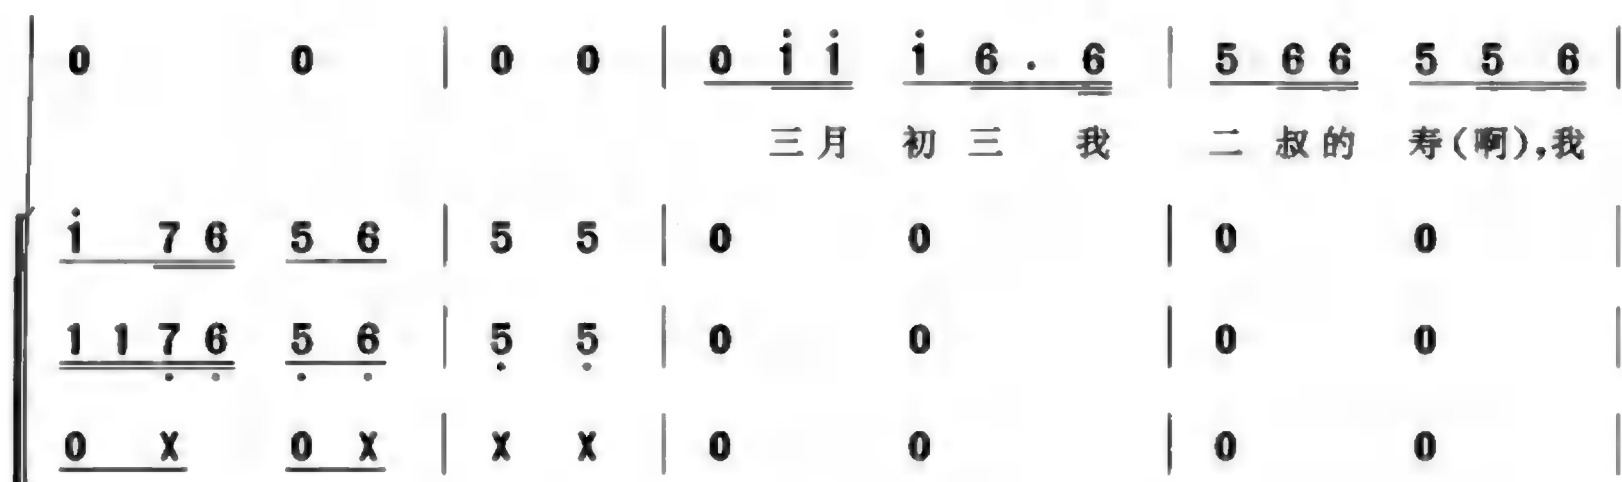 0 0 | 0 0 | 0 i̇ i̇ i̇ 6 . 6 | 5 6 6 5 5 6 |
三月 初 三 我 二 叔的 寿(啊),我
i̇ 7 6 5 6 | 5 5 | 0 0 | 0 0 |
1 1 7̣ 6̣ 5̣ 6̣ | 5̣ 5̣ | 0 0 | 0 0 |
0 X 0 X | X X | 0 0 | 0 0 |